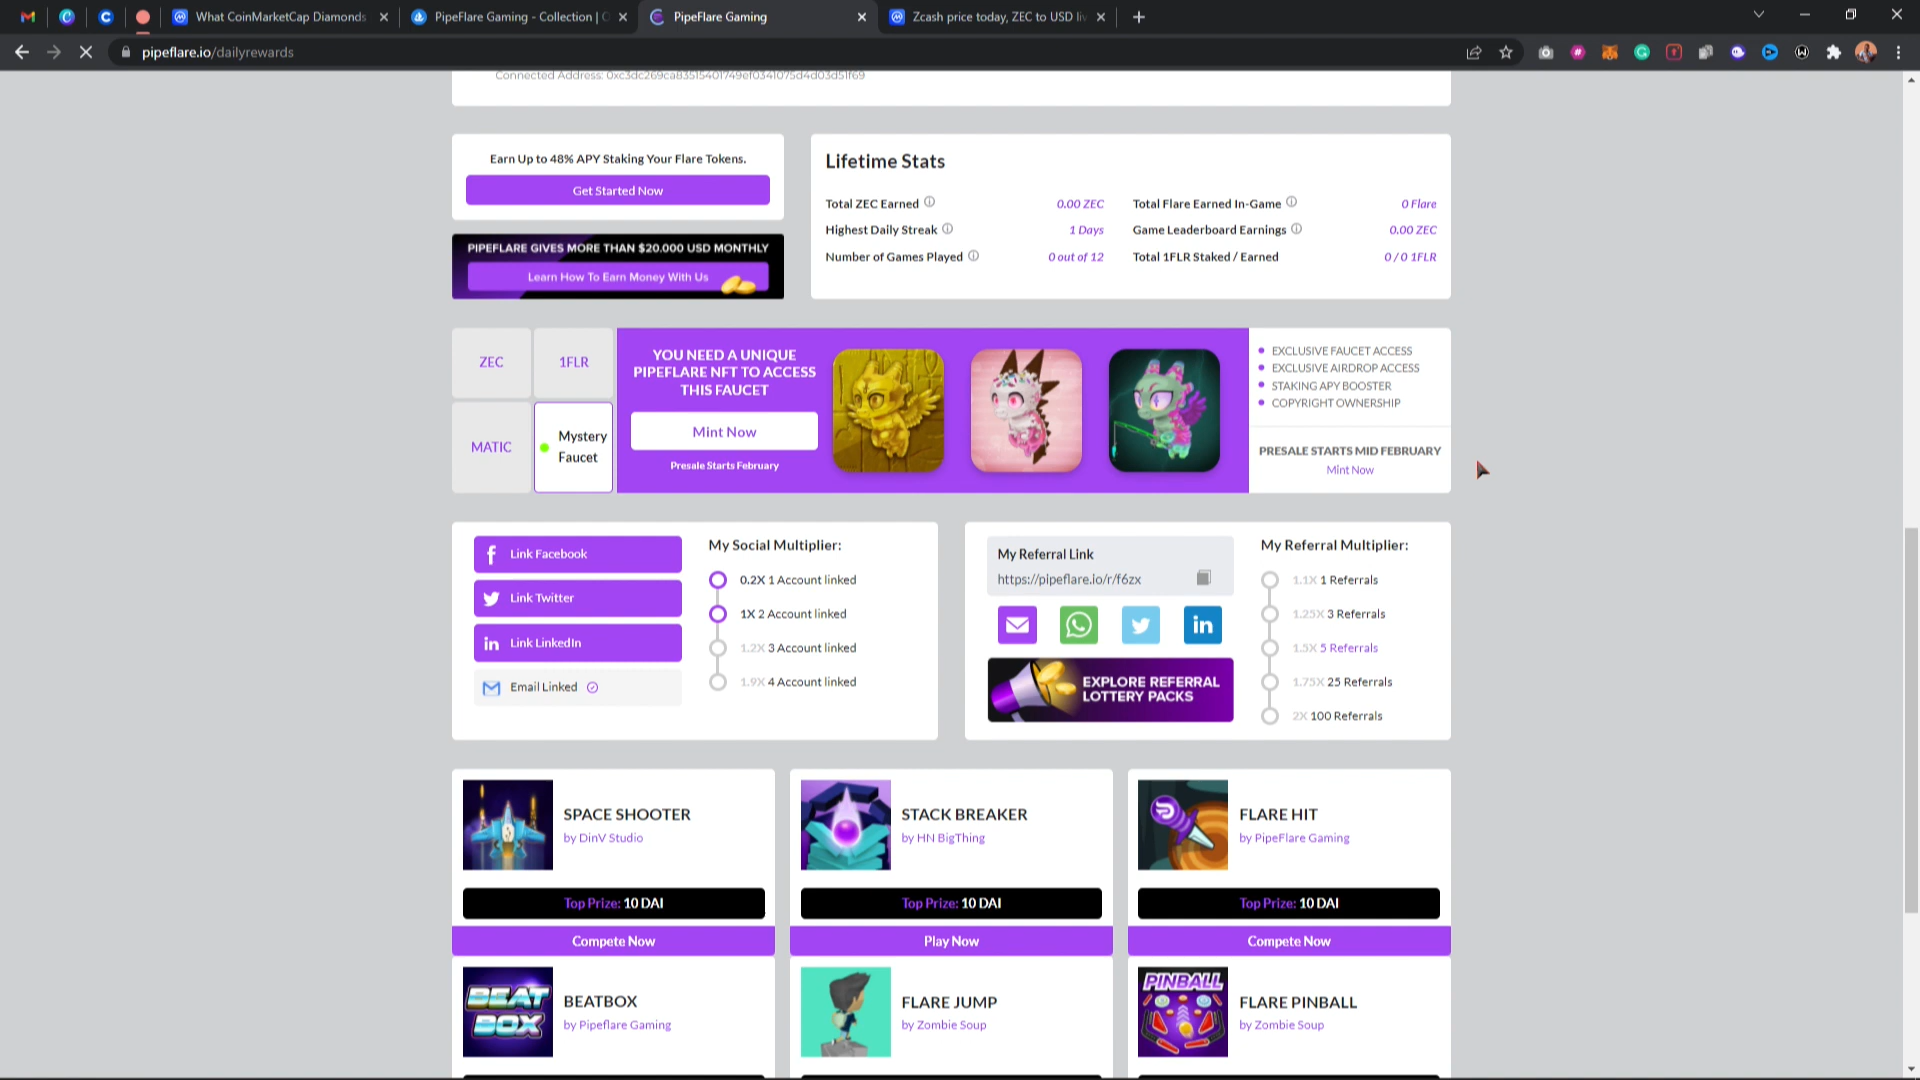 What CoinMarketCap Diamonds
PipeFlare Gaming - Collection |
PipeFlare Gaming
Zcash price today, ZEC to USD liv
pipeflare.io/dailyrewards
Connected Address: 0xc3dc269ca83515401749ef0341075d4d03d51f69
Earn Up to 48% APY Staking Your Flare Tokens.
Get Started Now
PIPEFLARE GIVES MORE THAN $20.000 USD MONTHLY
Learn How To Earn Money With Us
Lifetime Stats
Total ZEC Earned 0.00 ZEC
Total Flare Earned In-Game 0 Flare
Highest Daily Streak 1 Days
Game Leaderboard Earnings 0.00 ZEC
Number of Games Played 0 out of 12
Total 1FLR Staked / Earned 0 / 0 1FLR
ZEC
1FLR
MATIC
Mystery
Faucet
YOU NEED A UNIQUE
PIPEFLARE NFT TO ACCESS
THIS FAUCET
Mint Now
Presale Starts February
EXCLUSIVE FAUCET ACCESS
EXCLUSIVE AIRDROP ACCESS
STAKING APY BOOSTER
COPYRIGHT OWNERSHIP
PRESALE STARTS MID FEBRUARY
Mint Now
Link Facebook
Link Twitter
Link LinkedIn
Email Linked
My Social Multiplier:
0.2X 1 Account linked
1X 2 Account linked
1.2X 3 Account linked
1.9X 4 Account linked
My Referral Link
https://pipeflare.io/r/f6zx
EXPLORE REFERRAL
LOTTERY PACKS
My Referral Multiplier:
1.1X 1 Referrals
1.25X 3 Referrals
1.5X 5 Referrals
1.75X 25 Referrals
2X 100 Referrals
SPACE SHOOTER
by DinV Studio
Top Prize: 10 DAI
Compete Now
STACK BREAKER
by HN BigThing
Top Prize: 10 DAI
Play Now
FLARE HIT
by PipeFlare Gaming
Top Prize: 10 DAI
Compete Now
BEAT
BOX
BEATBOX
by Pipeflare Gaming
FLARE JUMP
by Zombie Soup
PINBALL
FLARE PINBALL
by Zombie Soup